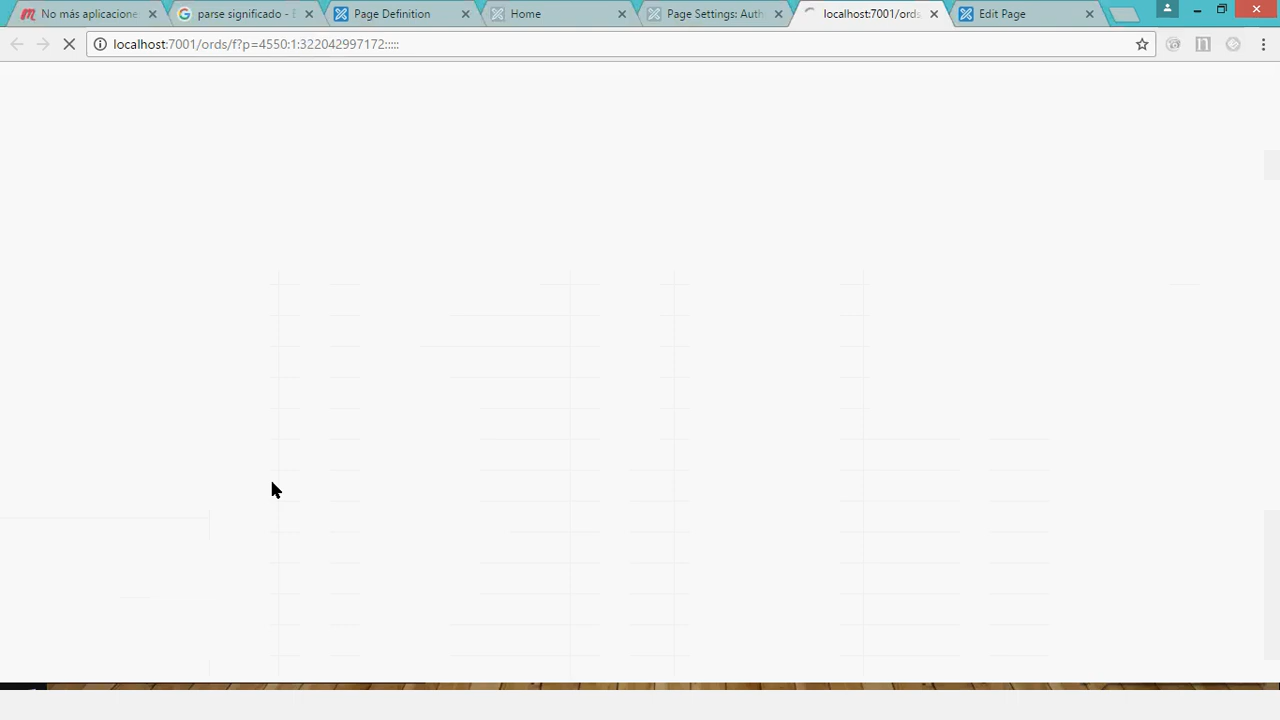 No más aplicacione
parse significado - E
Page Definition
Home
Page Settings: Auth
localhost:7001/ords
Edit Page
localhost:7001/ords/f?p=4550:1:322042997172:::::